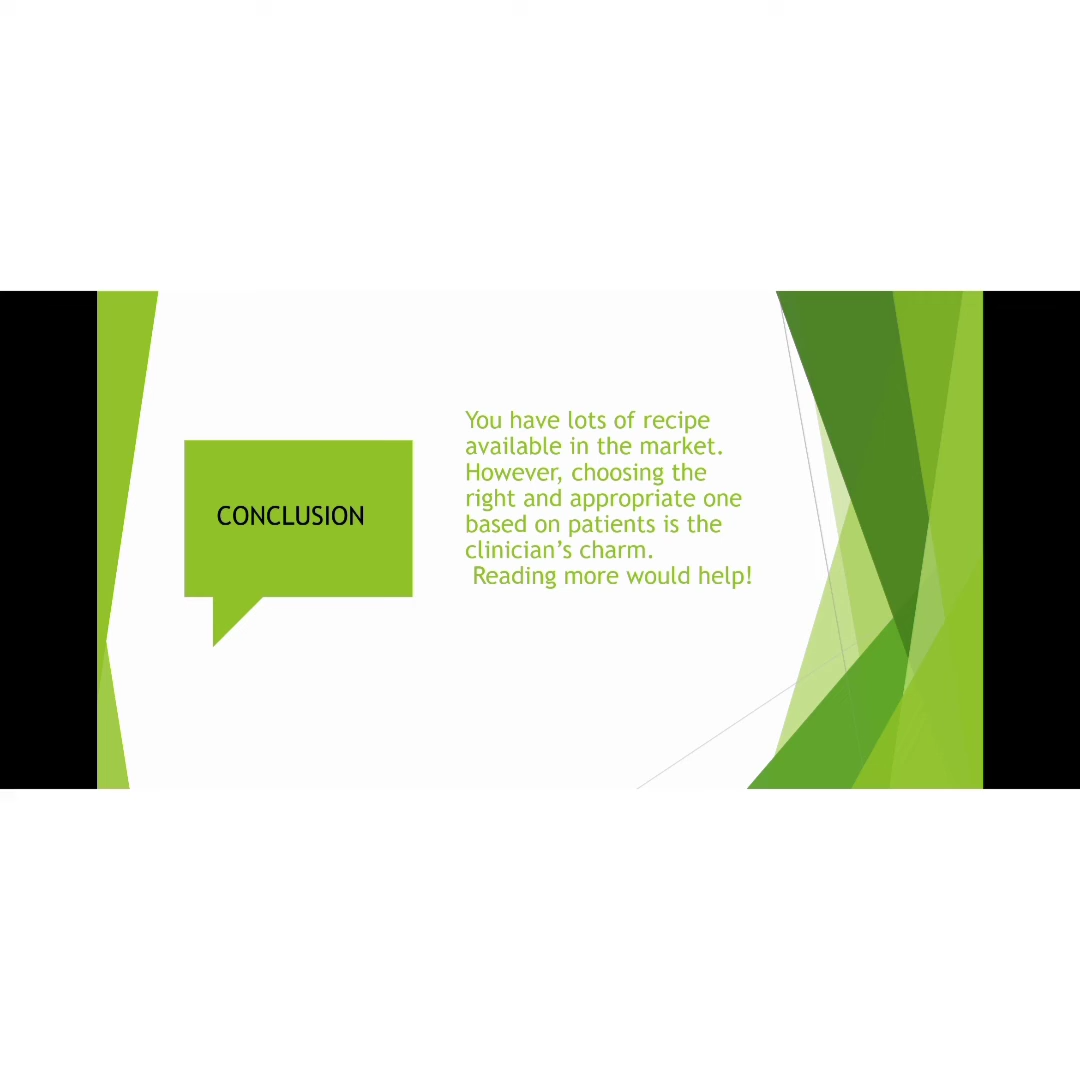 CONCLUSION
You have lots of recipe
available in the market.
However, choosing the
right and appropriate one
based on patients is the
clinician’s charm.
Reading more would help!